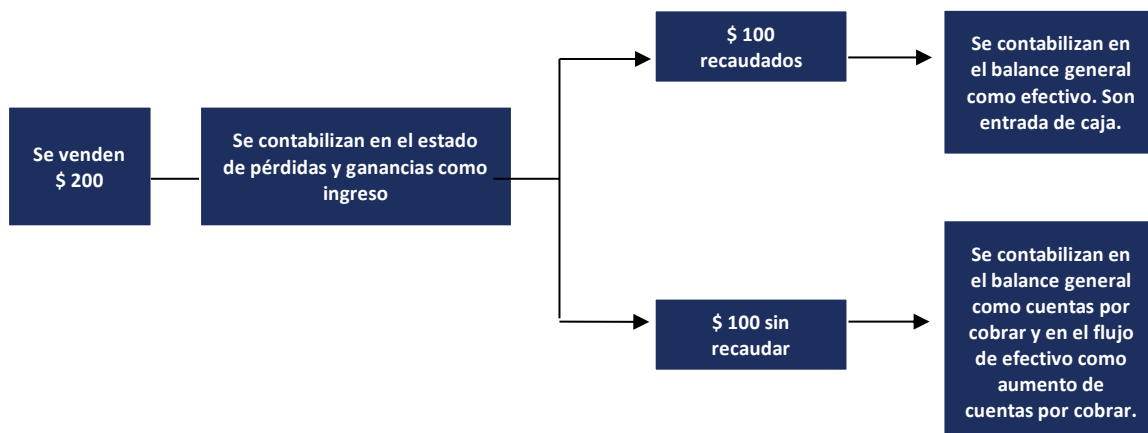 Se venden
$ 200
Se contabilizan en el estado
de pérdidas y ganancias como
ingreso
$ 100
recaudados
Se contabilizan en
el balance general
como efectivo. Son
entrada de caja.
$ 100 sin
recaudar
Se contabilizan en
el balance general
como cuentas por
cobrar y en el flujo
de efectivo como
aumento de
cuentas por cobrar.